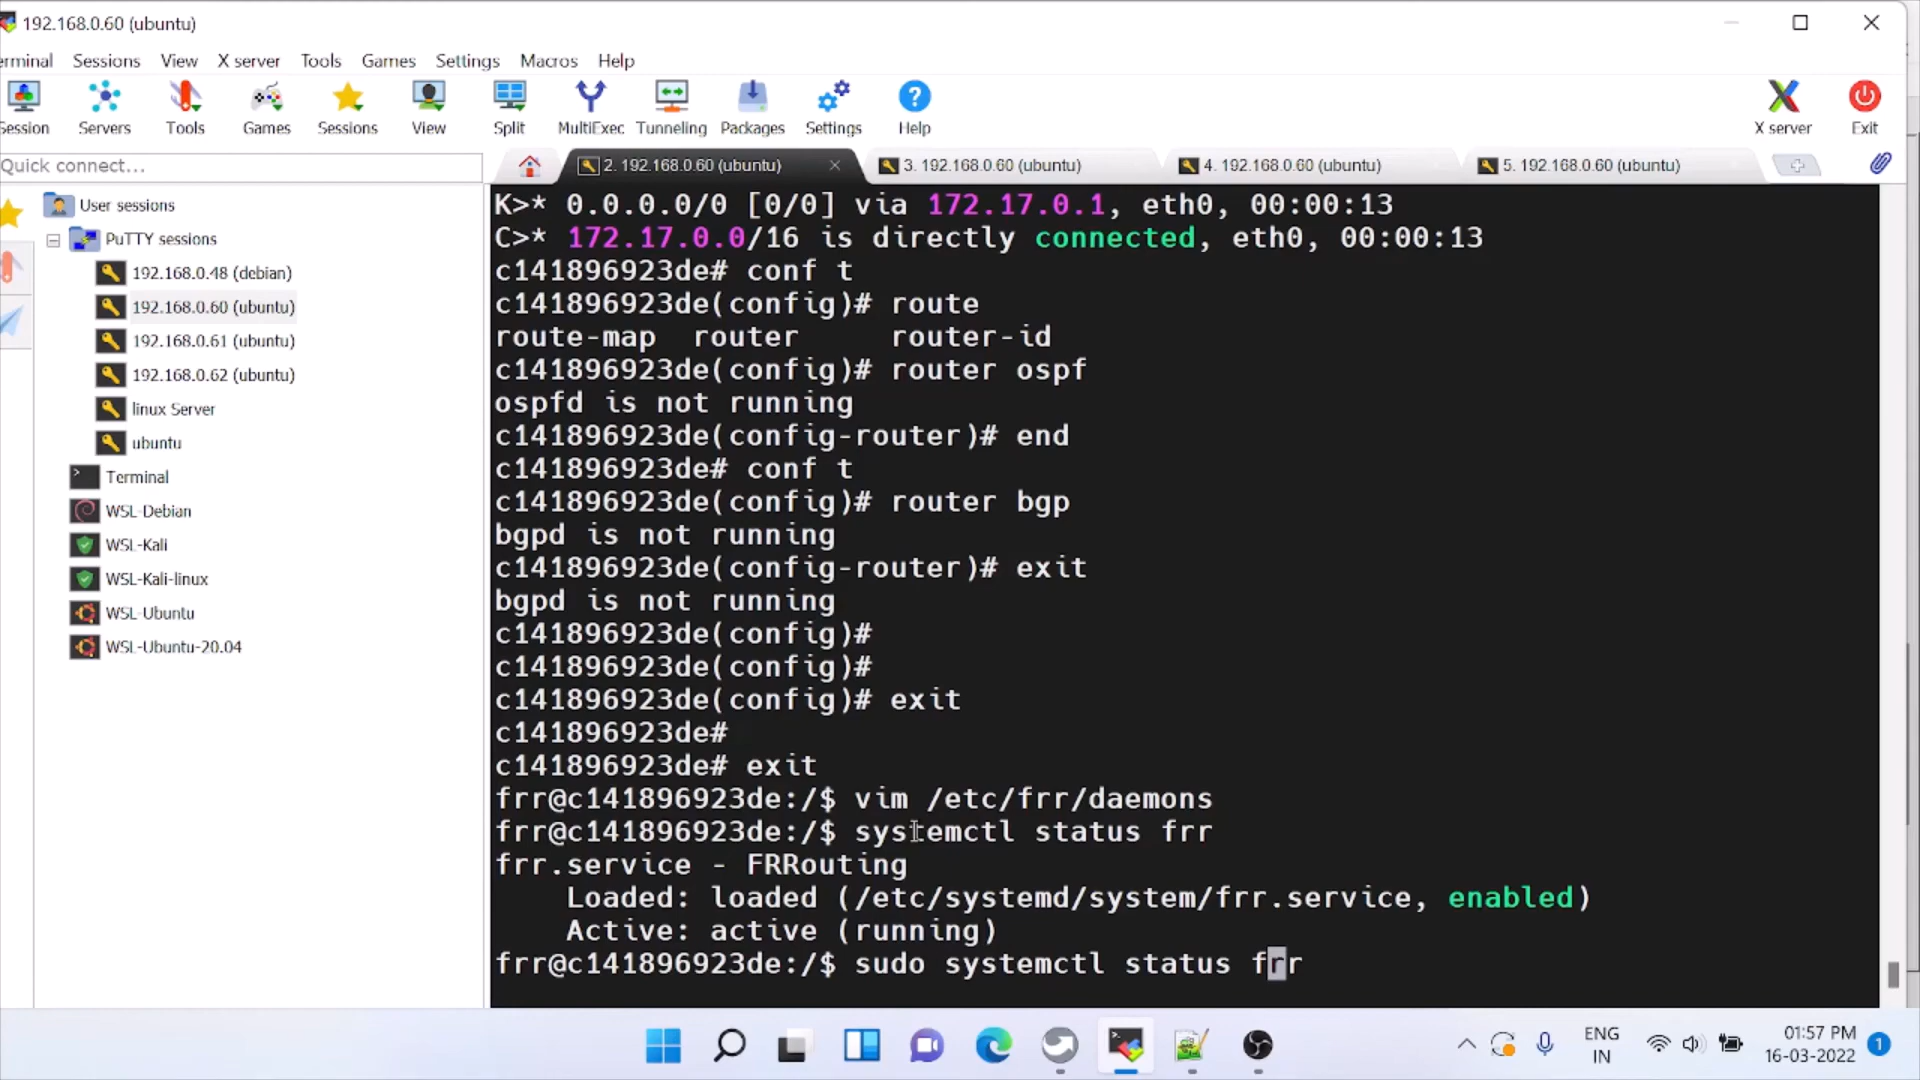 192.168.0.60 (ubuntu)
erminal Sessions View X server Tools Games Settings Macros Help
Session Servers Tools Games Sessions View Split MultiExec Tunneling Packages Settings Help X server Exit
Quick connect...
2. 192.168.0.60 (ubuntu) 3. 192.168.0.60 (ubuntu) 4. 192.168.0.60 (ubuntu) 5. 192.168.0.60 (ubuntu)
User sessions
PuTTY sessions
192.168.0.48 (debian)
192.168.0.60 (ubuntu)
192.168.0.61 (ubuntu)
192.168.0.62 (ubuntu)
linux Server
ubuntu
Terminal
WSL-Debian
WSL-Kali
WSL-Kali-linux
WSL-Ubuntu
WSL-Ubuntu-20.04
K>* 0.0.0.0/0 [0/0] via 172.17.0.1, eth0, 00:00:13
C>* 172.17.0.0/16 is directly connected, eth0, 00:00:13
c141896923de# conf t
c141896923de(config)# route
route-map router router-id
c141896923de(config)# router ospf
ospfd is not running
c141896923de(config-router)# end
c141896923de# conf t
c141896923de(config)# router bgp
bgpd is not running
c141896923de(config-router)# exit
bgpd is not running
c141896923de(config)#
c141896923de(config)#
c141896923de(config)# exit
c141896923de#
c141896923de# exit
frr@c141896923de:/$ vim /etc/frr/daemons
frr@c141896923de:/$ systemctl status frr
frr.service - FRRouting
Loaded: loaded (/etc/systemd/system/frr.service, enabled)
Active: active (running)
frr@c141896923de:/$ sudo systemctl status frr
ENG
IN
01:57 PM
16-03-2022
1